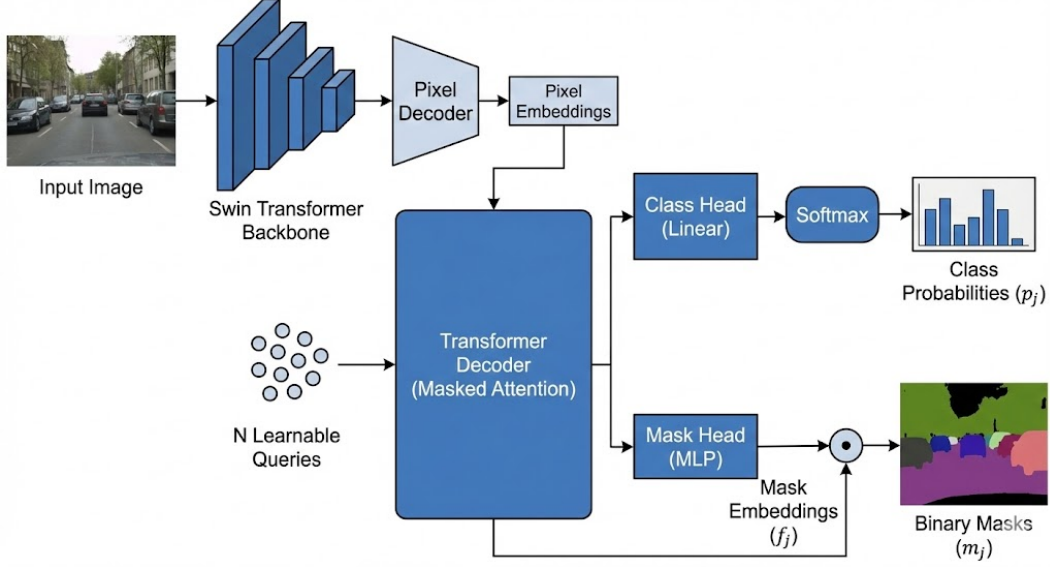 Input Image
Swin Transformer
Backbone
Pixel
Decoder
Pixel
Embeddings
N Learnable
Queries
Transformer
Decoder
(Masked Attention)
Class Head
(Linear)
Softmax
Class
Probabilities (p_j)
Mask Head
(MLP)
Mask
Embeddings
(f_j)
Binary Masks
(m_j)